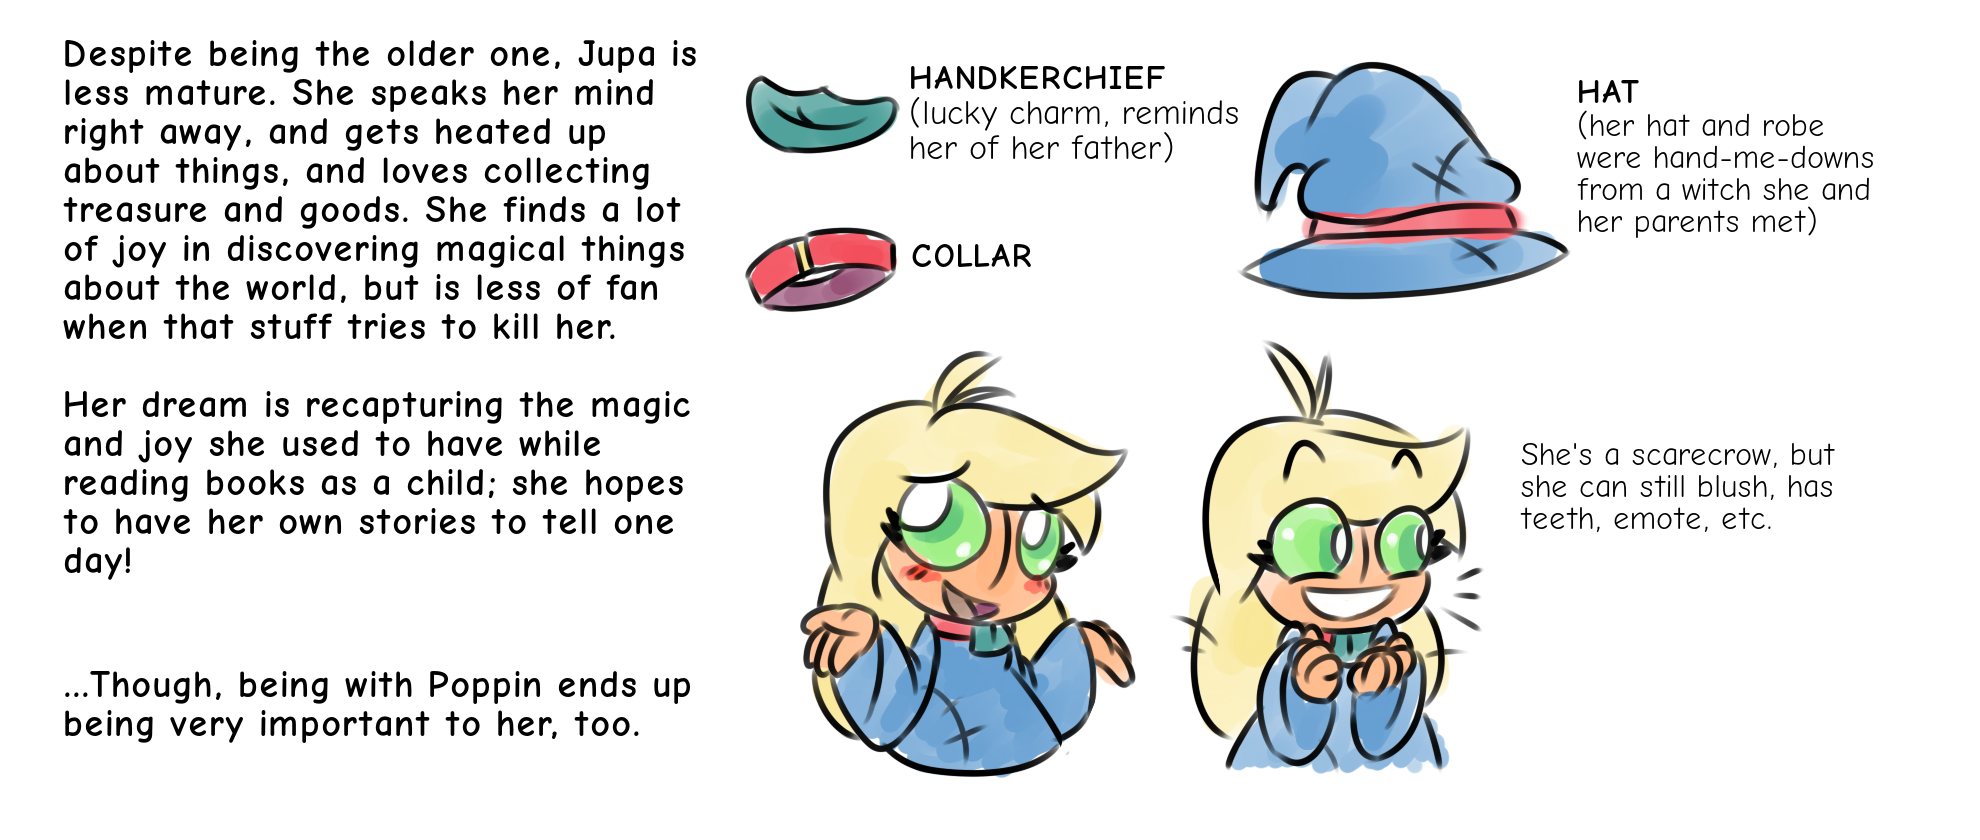 Despite being the older one, Jupa is
less mature. She speaks her mind
right away, and gets heated up
about things, and loves collecting
treasure and goods. She finds a lot
of joy in discovering magical things
about the world, but is less of fan
when that stuff tries to kill her.
Her dream is recapturing the magic
and joy she used to have while
reading books as a child; she hopes
to have her own stories to tell one
day!
...Though, being with Poppin ends up
being very important to her, too.
HANDKERCHIEF
(lucky charm, reminds
her of her father)
COLLAR
HAT
(her hat and robe
were hand-me-downs
from a witch she and
her parents met)
She's a scarecrow, but
she can still blush, has
teeth, emote, etc.